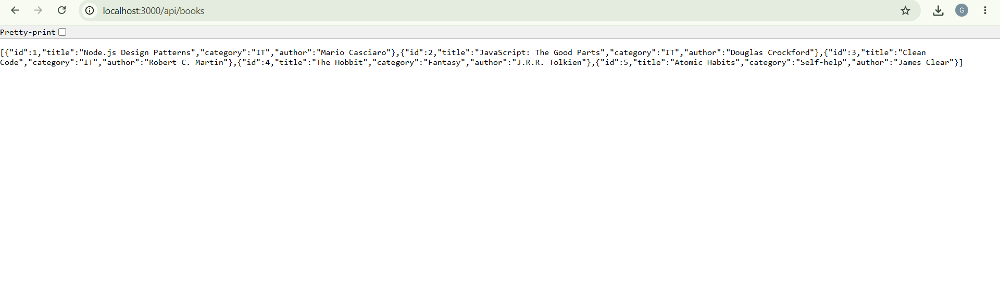 localhost:3000/api/books
G
Pretty-print
[{"id":1,"title":"Node.js Design Patterns","category":"IT","author":"Mario Casciaro"},{"id":2,"title":"JavaScript: The Good Parts","category":"IT","author":"Douglas Crockford"},{"id":3,"title":"Clean
Code","category":"IT","author":"Robert C. Martin"},{"id":4,"title":"The Hobbit","category":"Fantasy","author":"J.R.R. Tolkien"},{"id":5,"title":"Atomic Habits","category":"Self-help","author":"James Clear"}]